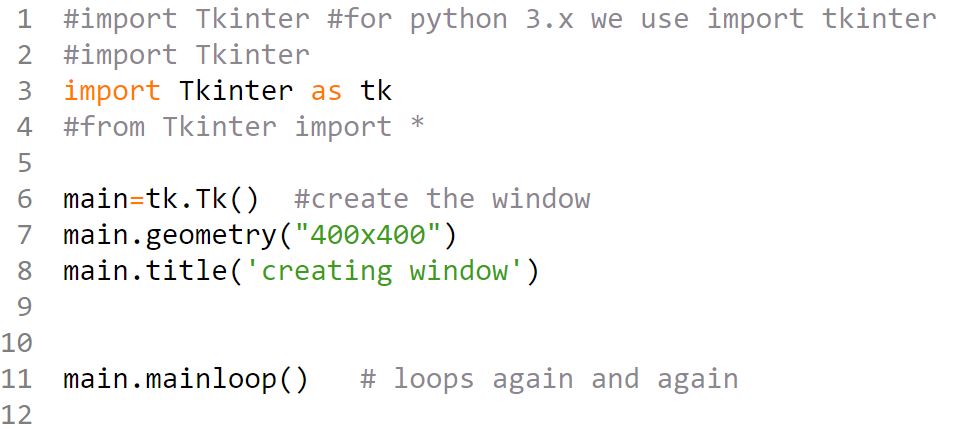 1 #import Tkinter #for python 3.x we use import tkinter
2 #import Tkinter
3 import Tkinter as tk
4 #from Tkinter import *
5
6 main=tk.Tk()  #create the window
7 main.geometry("400x400")
8 main.title('creating window')
9
10
11 main.mainloop()   # loops again and again
12